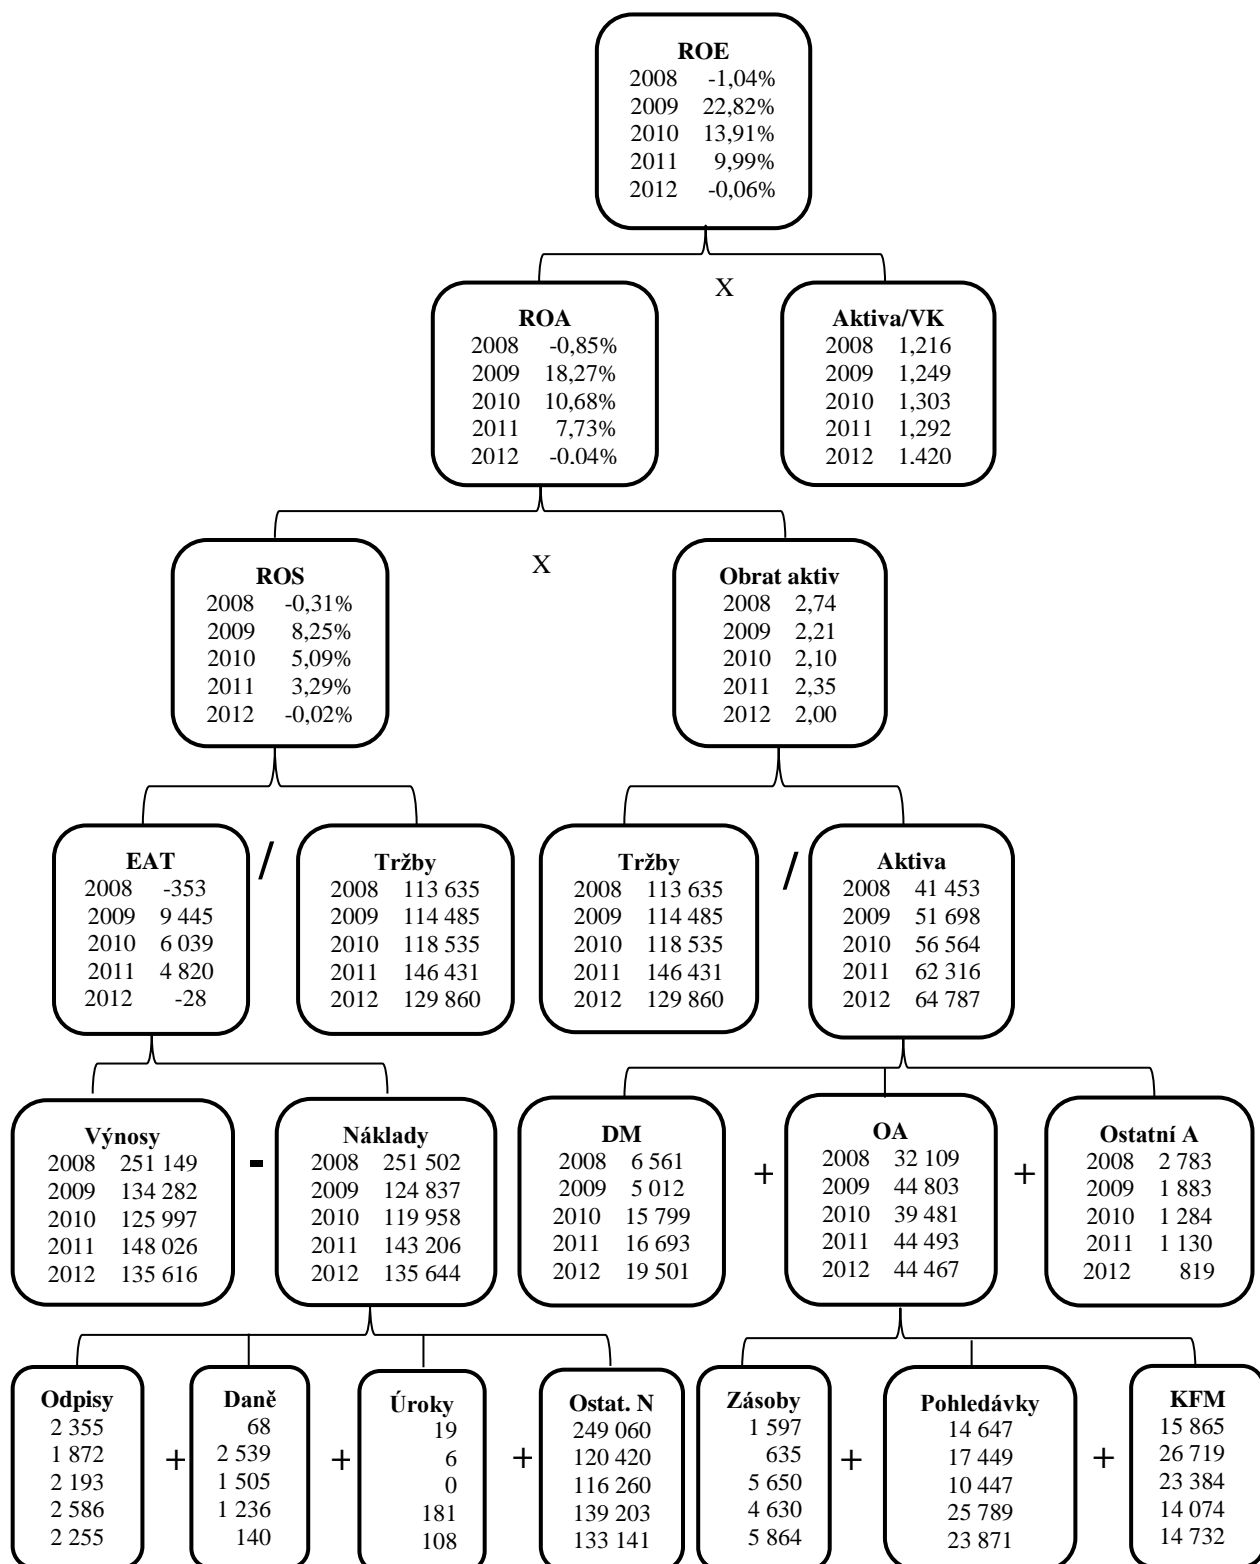 ROE
2008 -1,04%
2009 22,82%
2010 13,91%
2011 9,99%
2012 -0,06%
X
ROA
2008 -0,85%
2009 18,27%
2010 10,68%
2011 7,73%
2012 -0,04%
Aktiva/VK
2008 1,216
2009 1,249
2010 1,303
2011 1,292
2012 1,420
X
ROS
2008 -0,31%
2009 8,25%
2010 5,09%
2011 3,29%
2012 -0,02%
Obrat aktiv
2008 2,74
2009 2,21
2010 2,10
2011 2,35
2012 2,00
EAT
2008 -353
2009 9 445
2010 6 039
2011 4 820
2012 -28
/
Tržby
2008 113 635
2009 114 485
2010 118 535
2011 146 431
2012 129 860
Tržby
2008 113 635
2009 114 485
2010 118 535
2011 146 431
2012 129 860
/
Aktiva
2008 41 453
2009 51 698
2010 56 564
2011 62 316
2012 64 787
Výnosy
2008 251 149
2009 134 282
2010 125 997
2011 148 026
2012 135 616
-
Náklady
2008 251 502
2009 124 837
2010 119 958
2011 143 206
2012 135 644
DM
2008 6 561
2009 5 012
2010 15 799
2011 16 693
2012 19 501
+
OA
2008 32 109
2009 44 803
2010 39 481
2011 44 493
2012 44 467
+
Ostatní A
2008 2 783
2009 1 883
2010 1 284
2011 1 130
2012 819
Odpisy
2 355
1 872
2 193
2 586
2 255
+
Daně
68
2 539
1 505
1 236
140
+
Úroky
19
6
0
181
108
+
Ostat. N
249 060
120 420
116 260
139 203
133 141
Zásoby
1 597
635
5 650
4 630
5 864
+
Pohledávky
14 647
17 449
10 447
25 789
23 871
+
KFM
15 865
26 719
23 384
14 074
14 732